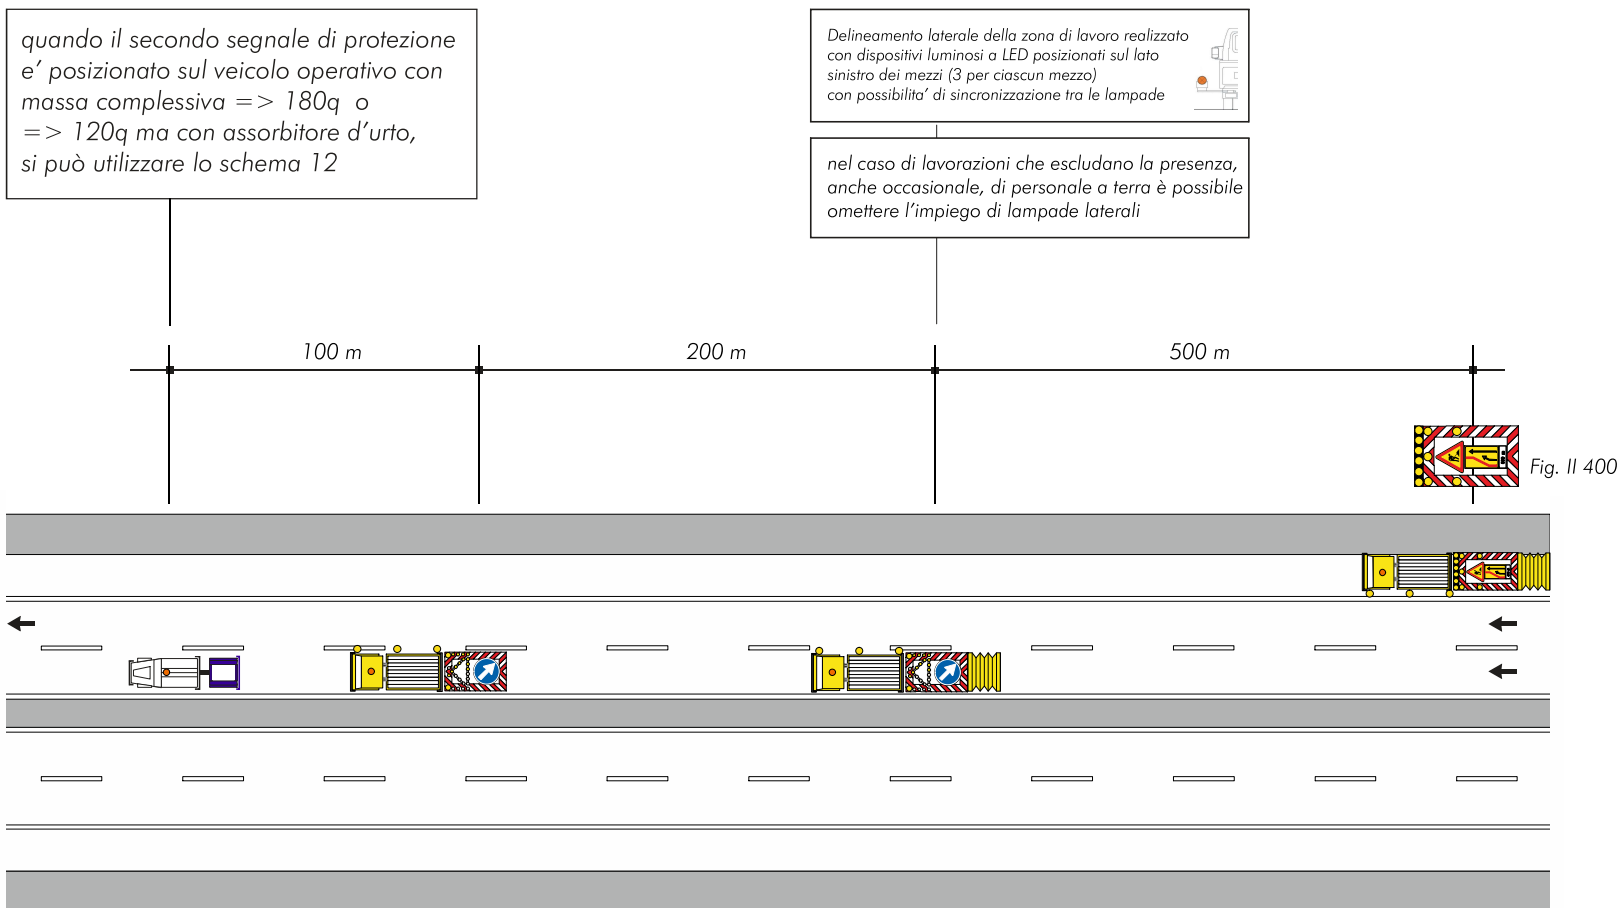 quando il secondo segnale di protezione
e' posizionato sul veicolo operativo con
massa complessiva => 180q o
=> 120q ma con assorbitore d'urto,
si può utilizzare lo schema 12
Delineamento laterale della zona di lavoro realizzato
con dispositivi luminosi a LED posizionati sul lato
sinistro dei mezzi (3 per ciascun mezzo)
con possibilita' di sincronizzazione tra le lampade
nel caso di lavorazioni che escludano la presenza,
anche occasionale, di personale a terra è possibile
omettere l'impiego di lampade laterali
100 m
200 m
500 m
Fig. II 400